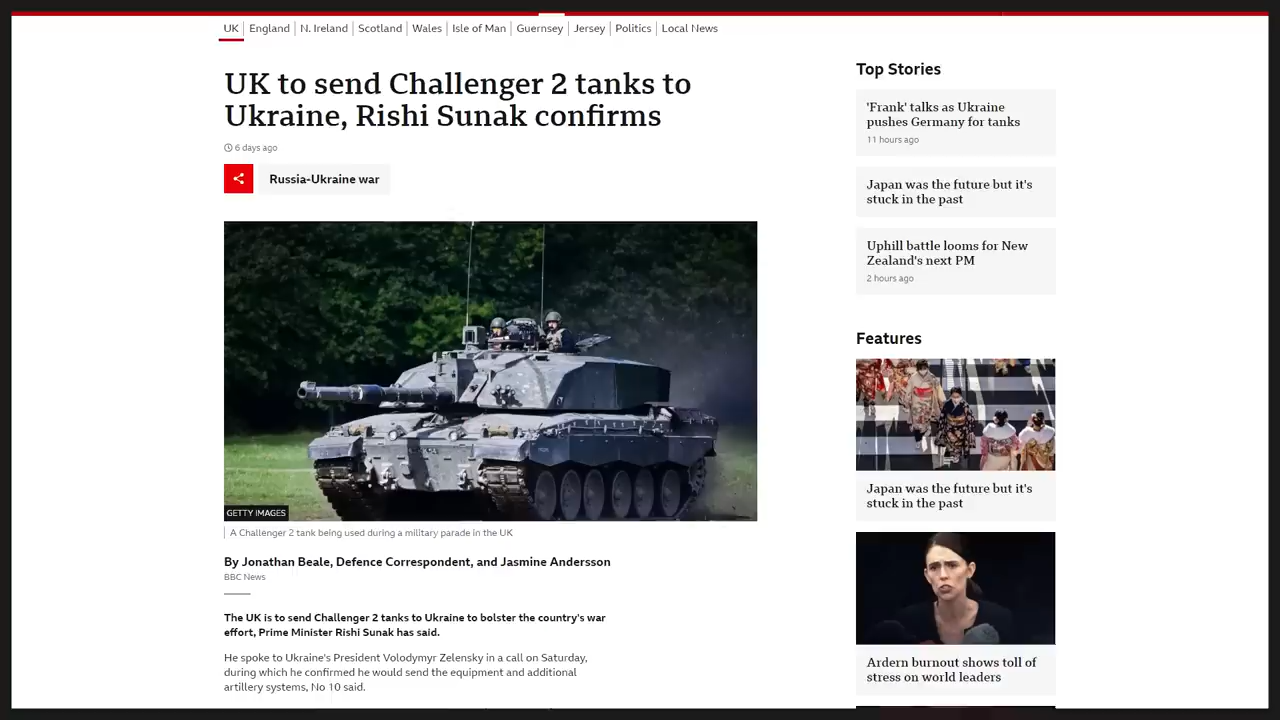 UK England N. Ireland Scotland Wales Isle of Man Guernsey Jersey Politics Local News
UK to send Challenger 2 tanks to
Ukraine, Rishi Sunak confirms
6 days ago
Russia-Ukraine war
GETTY IMAGES
A Challenger 2 tank being used during a military parade in the UK
By Jonathan Beale, Defence Correspondent, and Jasmine Andersson
BBC News
The UK is to send Challenger 2 tanks to Ukraine to bolster the country's war
effort, Prime Minister Rishi Sunak has said.
He spoke to Ukraine's President Volodymyr Zelensky in a call on Saturday,
during which he confirmed he would send the equipment and additional
artillery systems, No 10 said.
Top Stories
'Frank' talks as Ukraine
pushes Germany for tanks
11 hours ago
Japan was the future but it's
stuck in the past
Uphill battle looms for New
Zealand's next PM
2 hours ago
Features
Japan was the future but it's
stuck in the past
Ardern burnout shows toll of
stress on world leaders